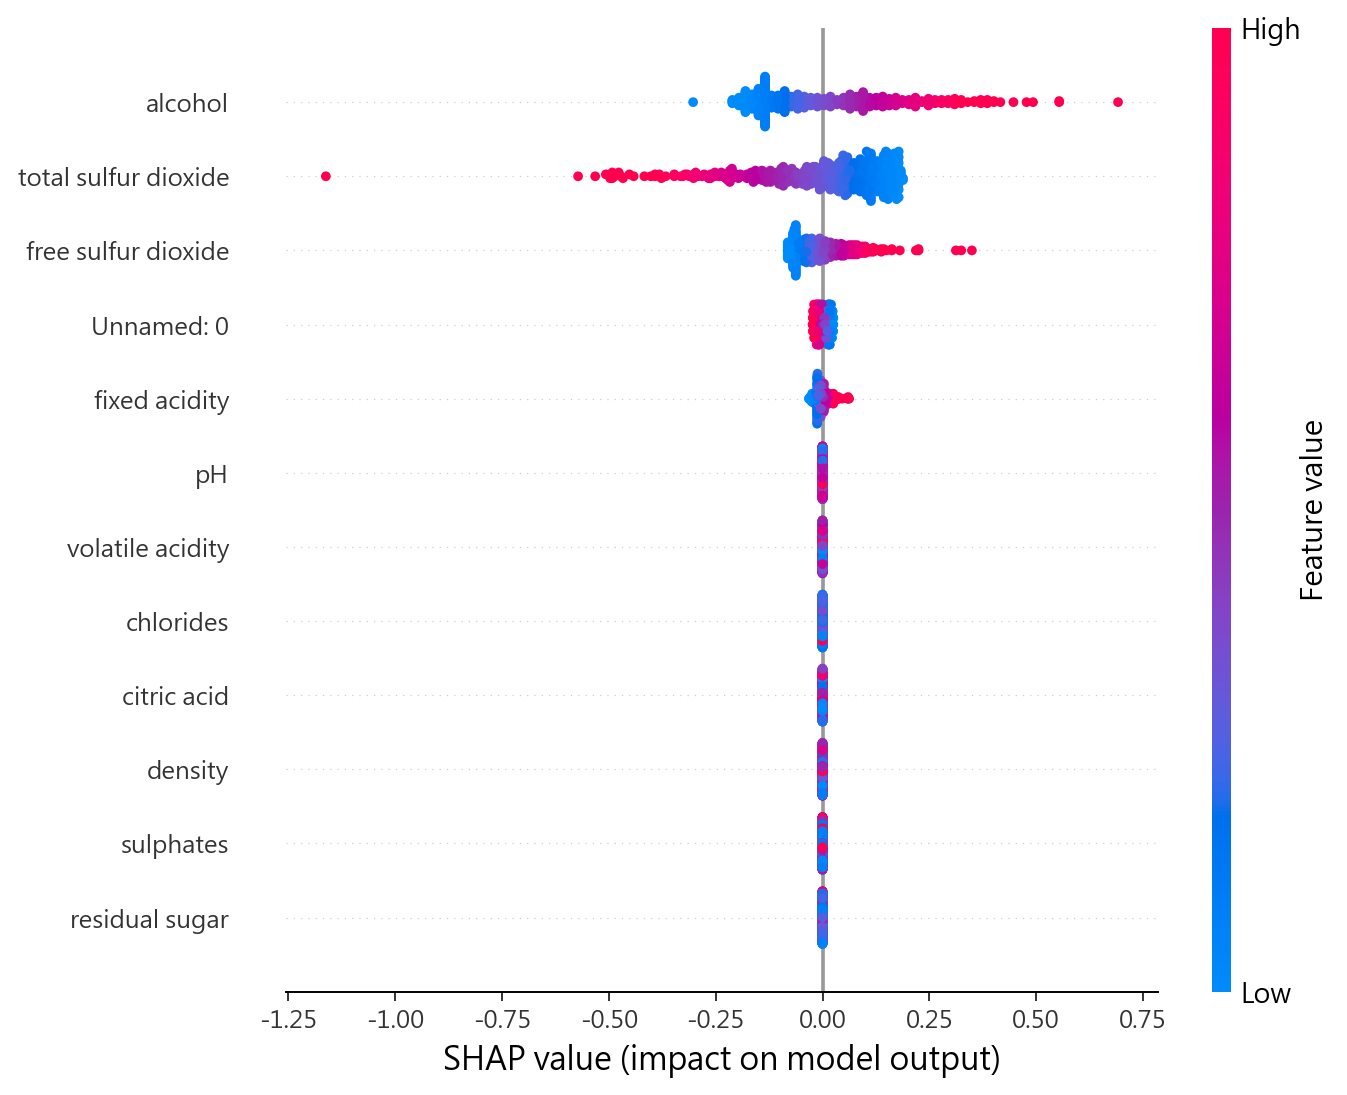 High
alcohol
total sulfur dioxide
free sulfur dioxide
Unnamed: 0
fixed acidity
pH
volatile acidity
chlorides
citric acid
density
sulphates
residual sugar
Feature value
Low
-1.25 -1.00 -0.75 -0.50 -0.25 0.00 0.25 0.50 0.75
SHAP value (impact on model output)